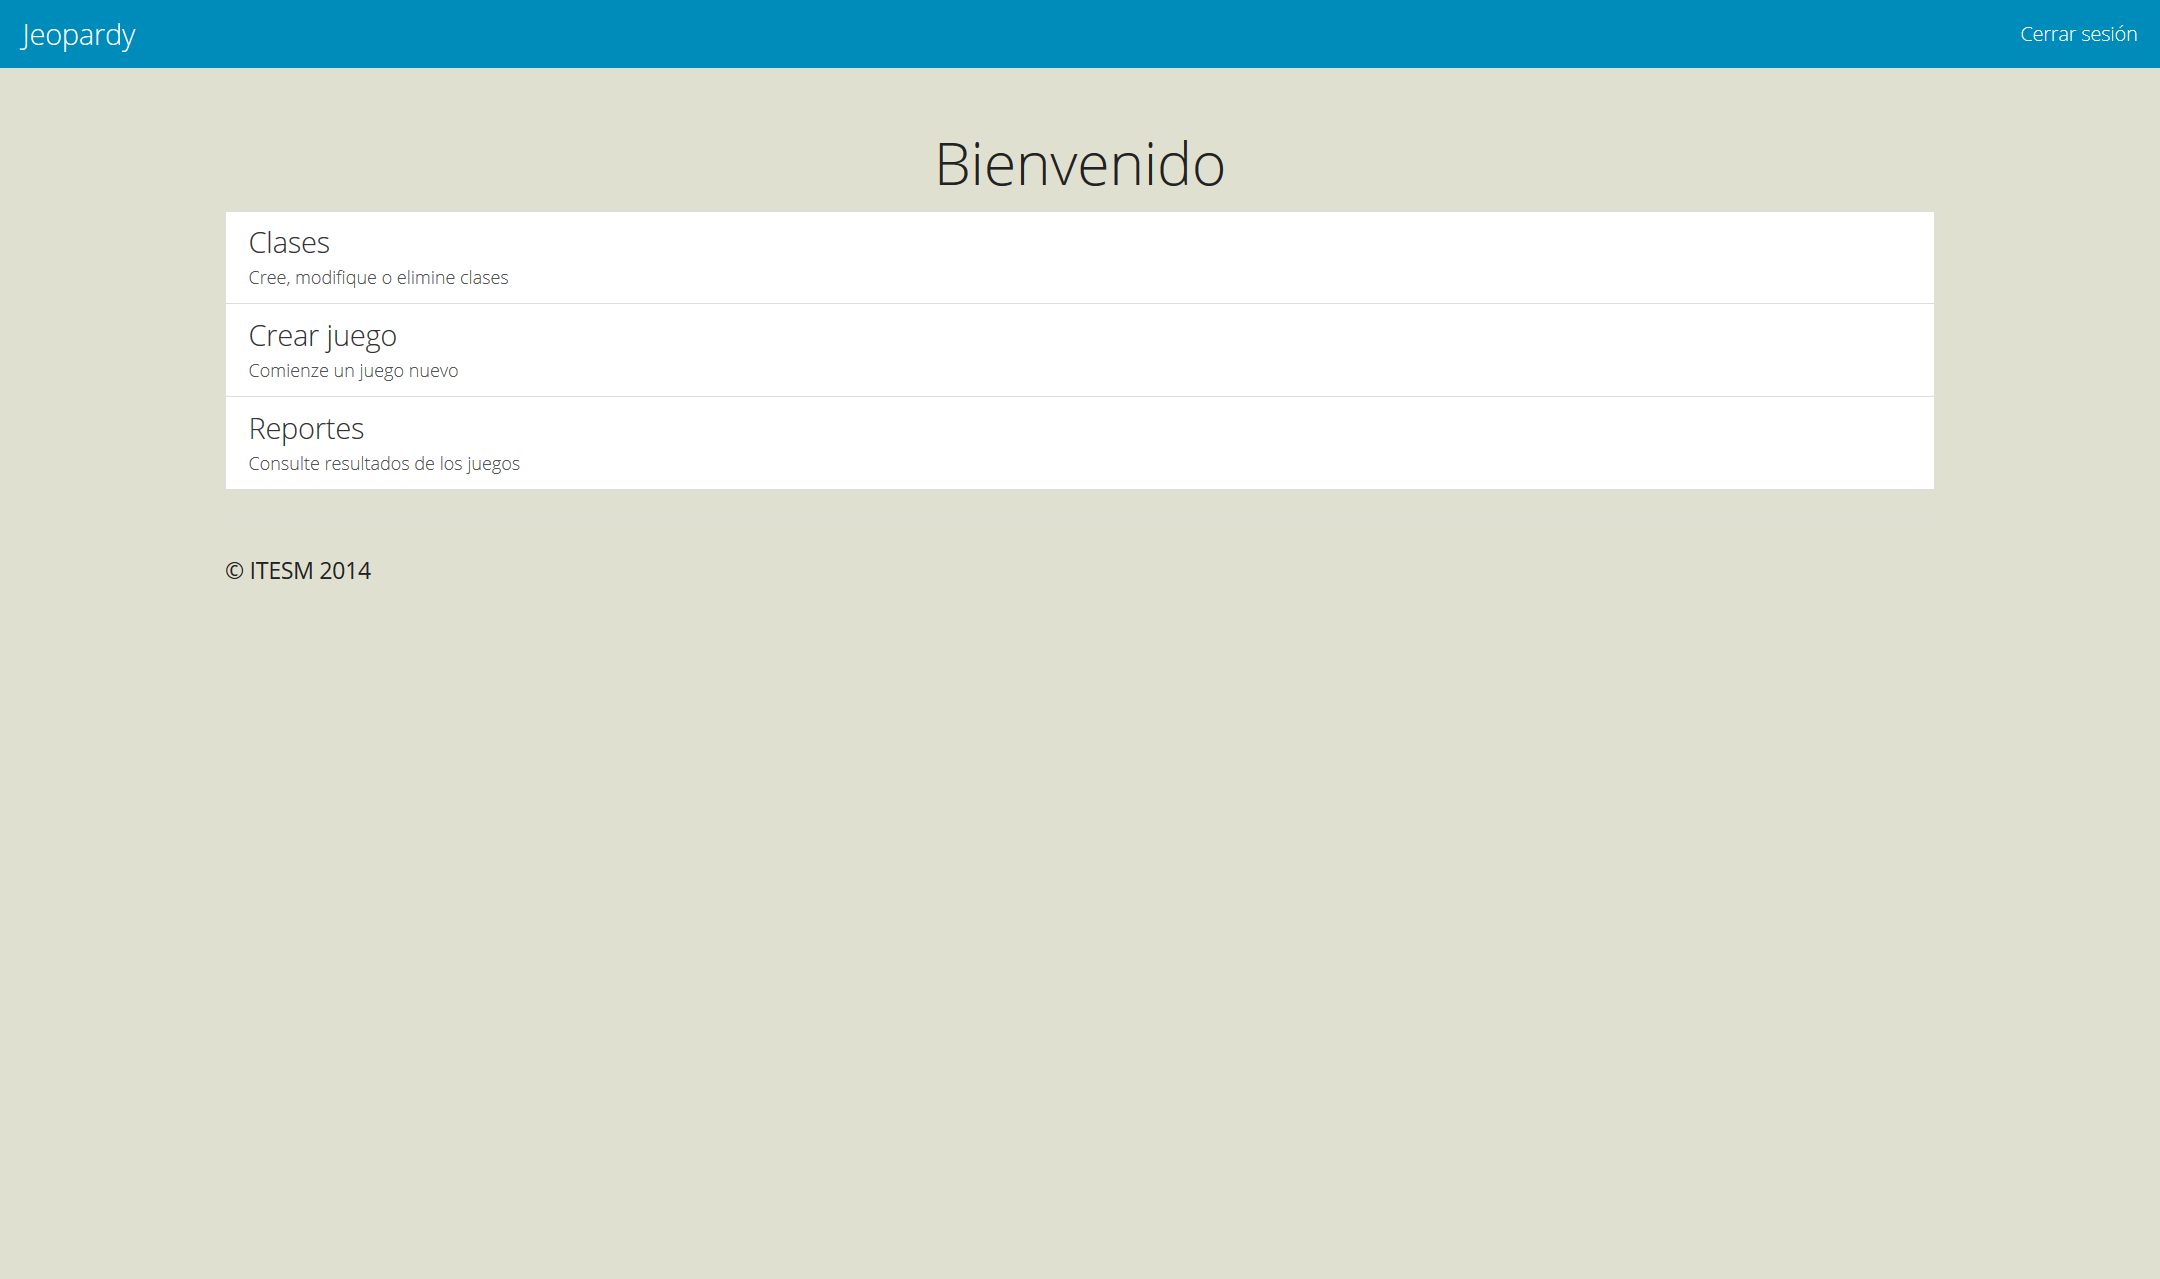 Jeopardy
Cerrar sesión
Bienvenido
Clases
Cree, modifique o elimine clases
Crear juego
Comienze un juego nuevo
Reportes
Consulte resultados de los juegos
© ITESM 2014